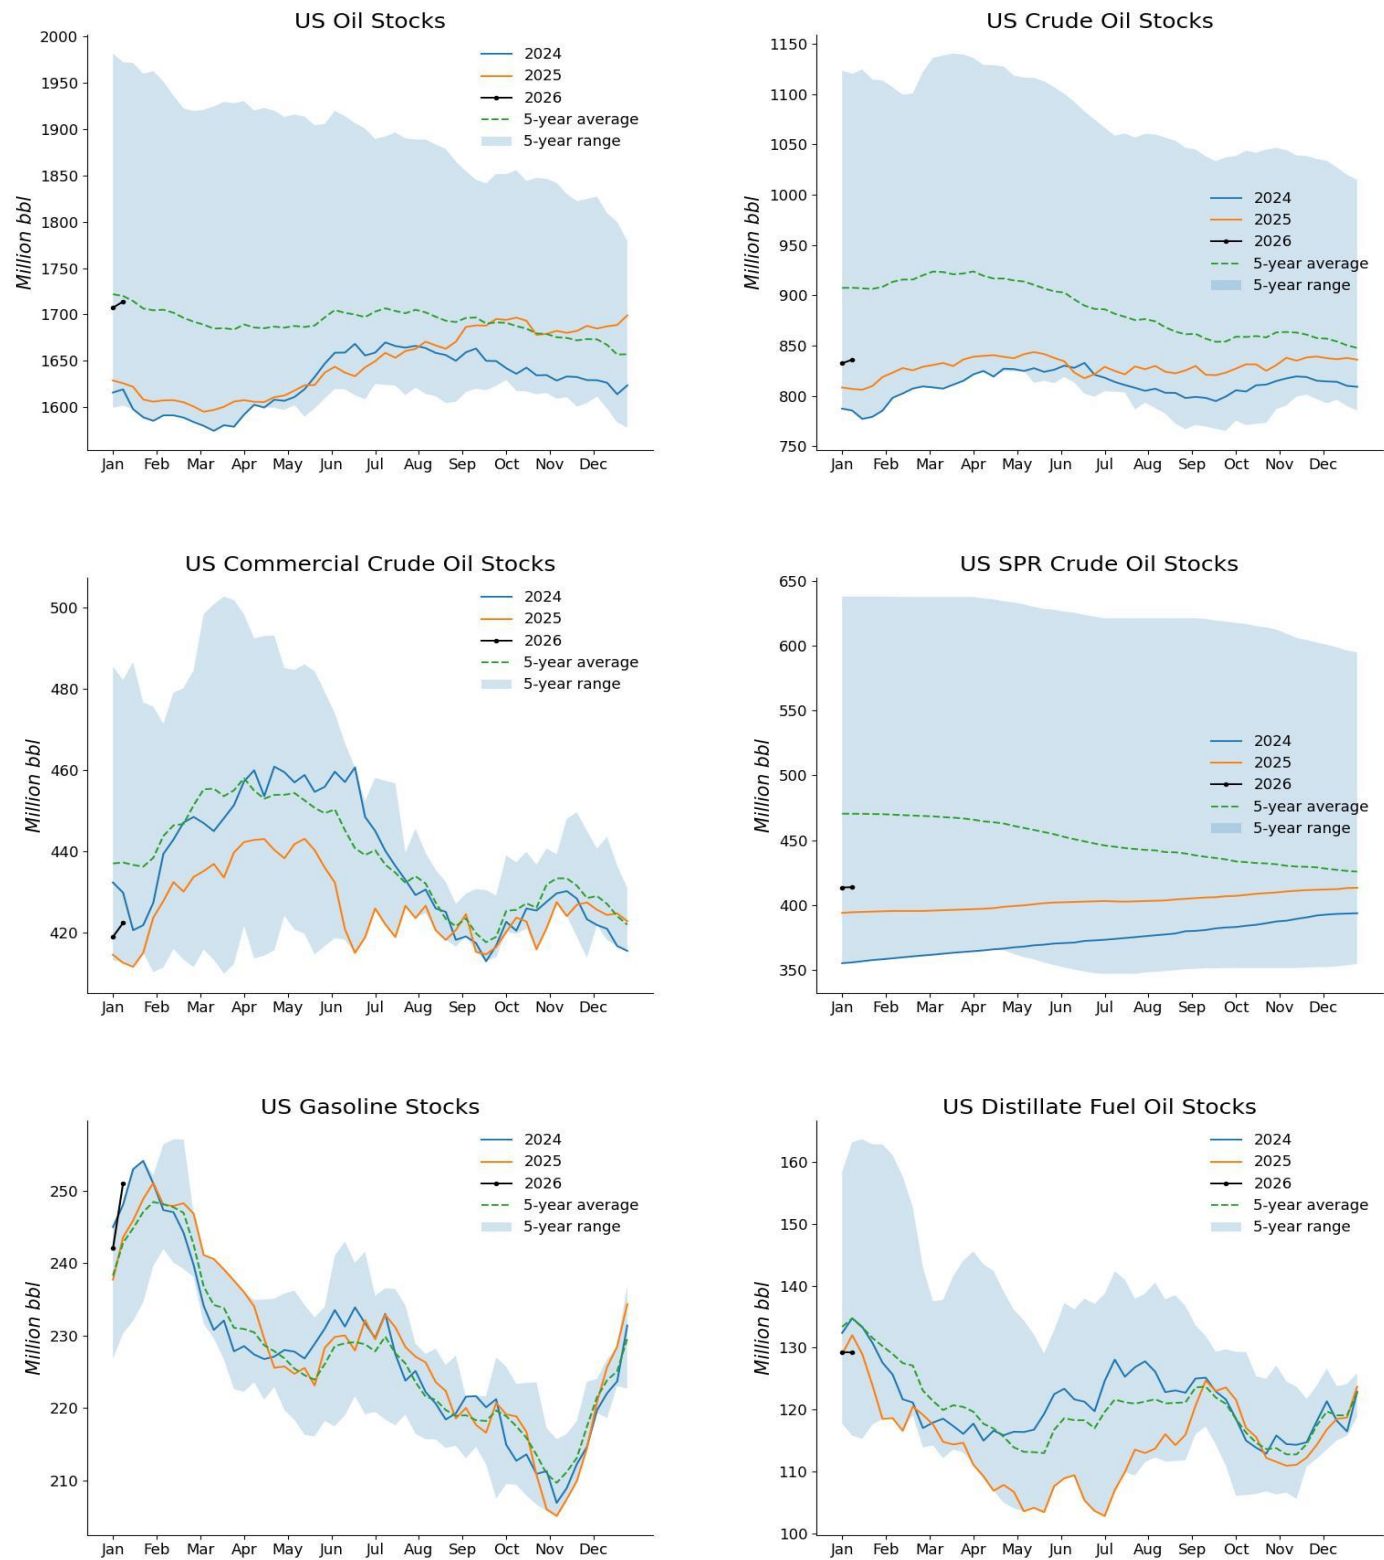 US Oil Stocks
2000
1950
1900
1850
1800
1750
1700
1650
1600
Million bbl
2024
2025
2026
5-year average
5-year range
Jan Feb Mar Apr May Jun Jul Aug Sep Oct Nov Dec
US Crude Oil Stocks
1150
1100
1050
1000
950
900
850
800
750
Million bbl
2024
2025
2026
5-year average
5-year range
Jan Feb Mar Apr May Jun Jul Aug Sep Oct Nov Dec
US Commercial Crude Oil Stocks
500
480
460
440
420
Million bbl
2024
2025
2026
5-year average
5-year range
Jan Feb Mar Apr May Jun Jul Aug Sep Oct Nov Dec
US SPR Crude Oil Stocks
650
600
550
500
450
400
350
Million bbl
2024
2025
2026
5-year average
5-year range
Jan Feb Mar Apr May Jun Jul Aug Sep Oct Nov Dec
US Gasoline Stocks
250
240
230
220
210
Million bbl
2024
2025
2026
5-year average
5-year range
Jan Feb Mar Apr May Jun Jul Aug Sep Oct Nov Dec
US Distillate Fuel Oil Stocks
160
150
140
130
120
110
100
Million bbl
2024
2025
2026
5-year average
5-year range
Jan Feb Mar Apr May Jun Jul Aug Sep Oct Nov Dec